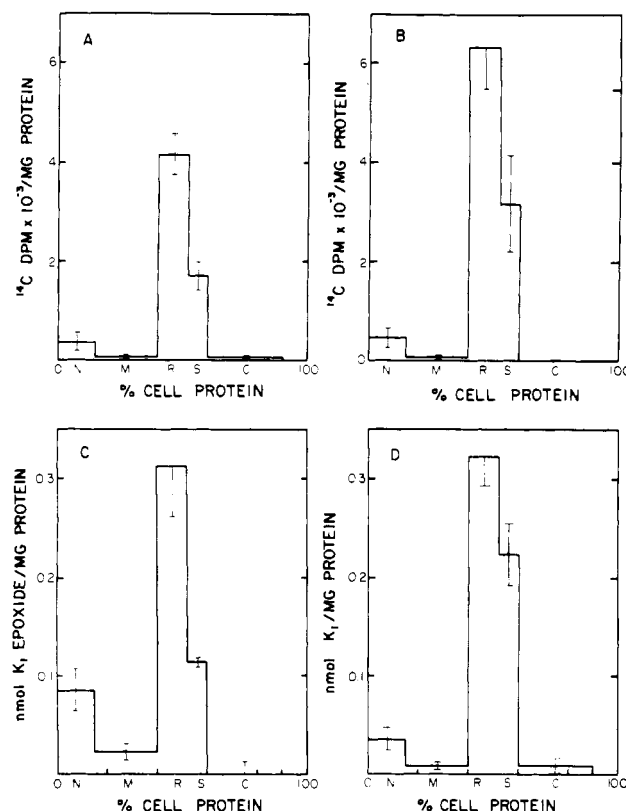 A
¹⁴C DPM x 10⁻³/MG PROTEIN
6
4
2
O N M R S C 100
% CELL PROTEIN
B
¹⁴C DPM x 10⁻³/MG PROTEIN
6
4
2
N M R S C 100
% CELL PROTEIN
C
nmol K₁ EPOXIDE/MG PROTEIN
0.3
0.2
0.1
O N M R S C 100
% CELL PROTEIN
D
nmol K₁/MG PROTEIN
0.3
0.2
0.1
C N M R S C 100
% CELL PROTEIN